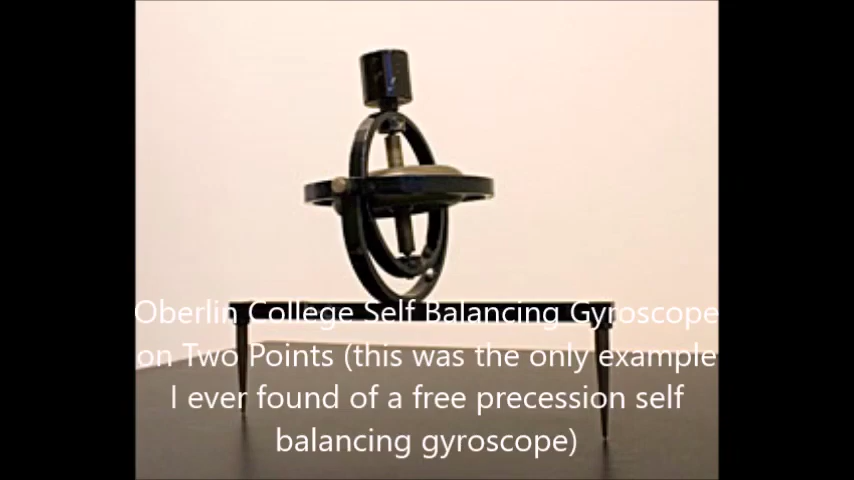 Oberlin College Self Balancing Gyroscope
on Two Points (this was the only example
I ever found of a free precession self
balancing gyroscope)